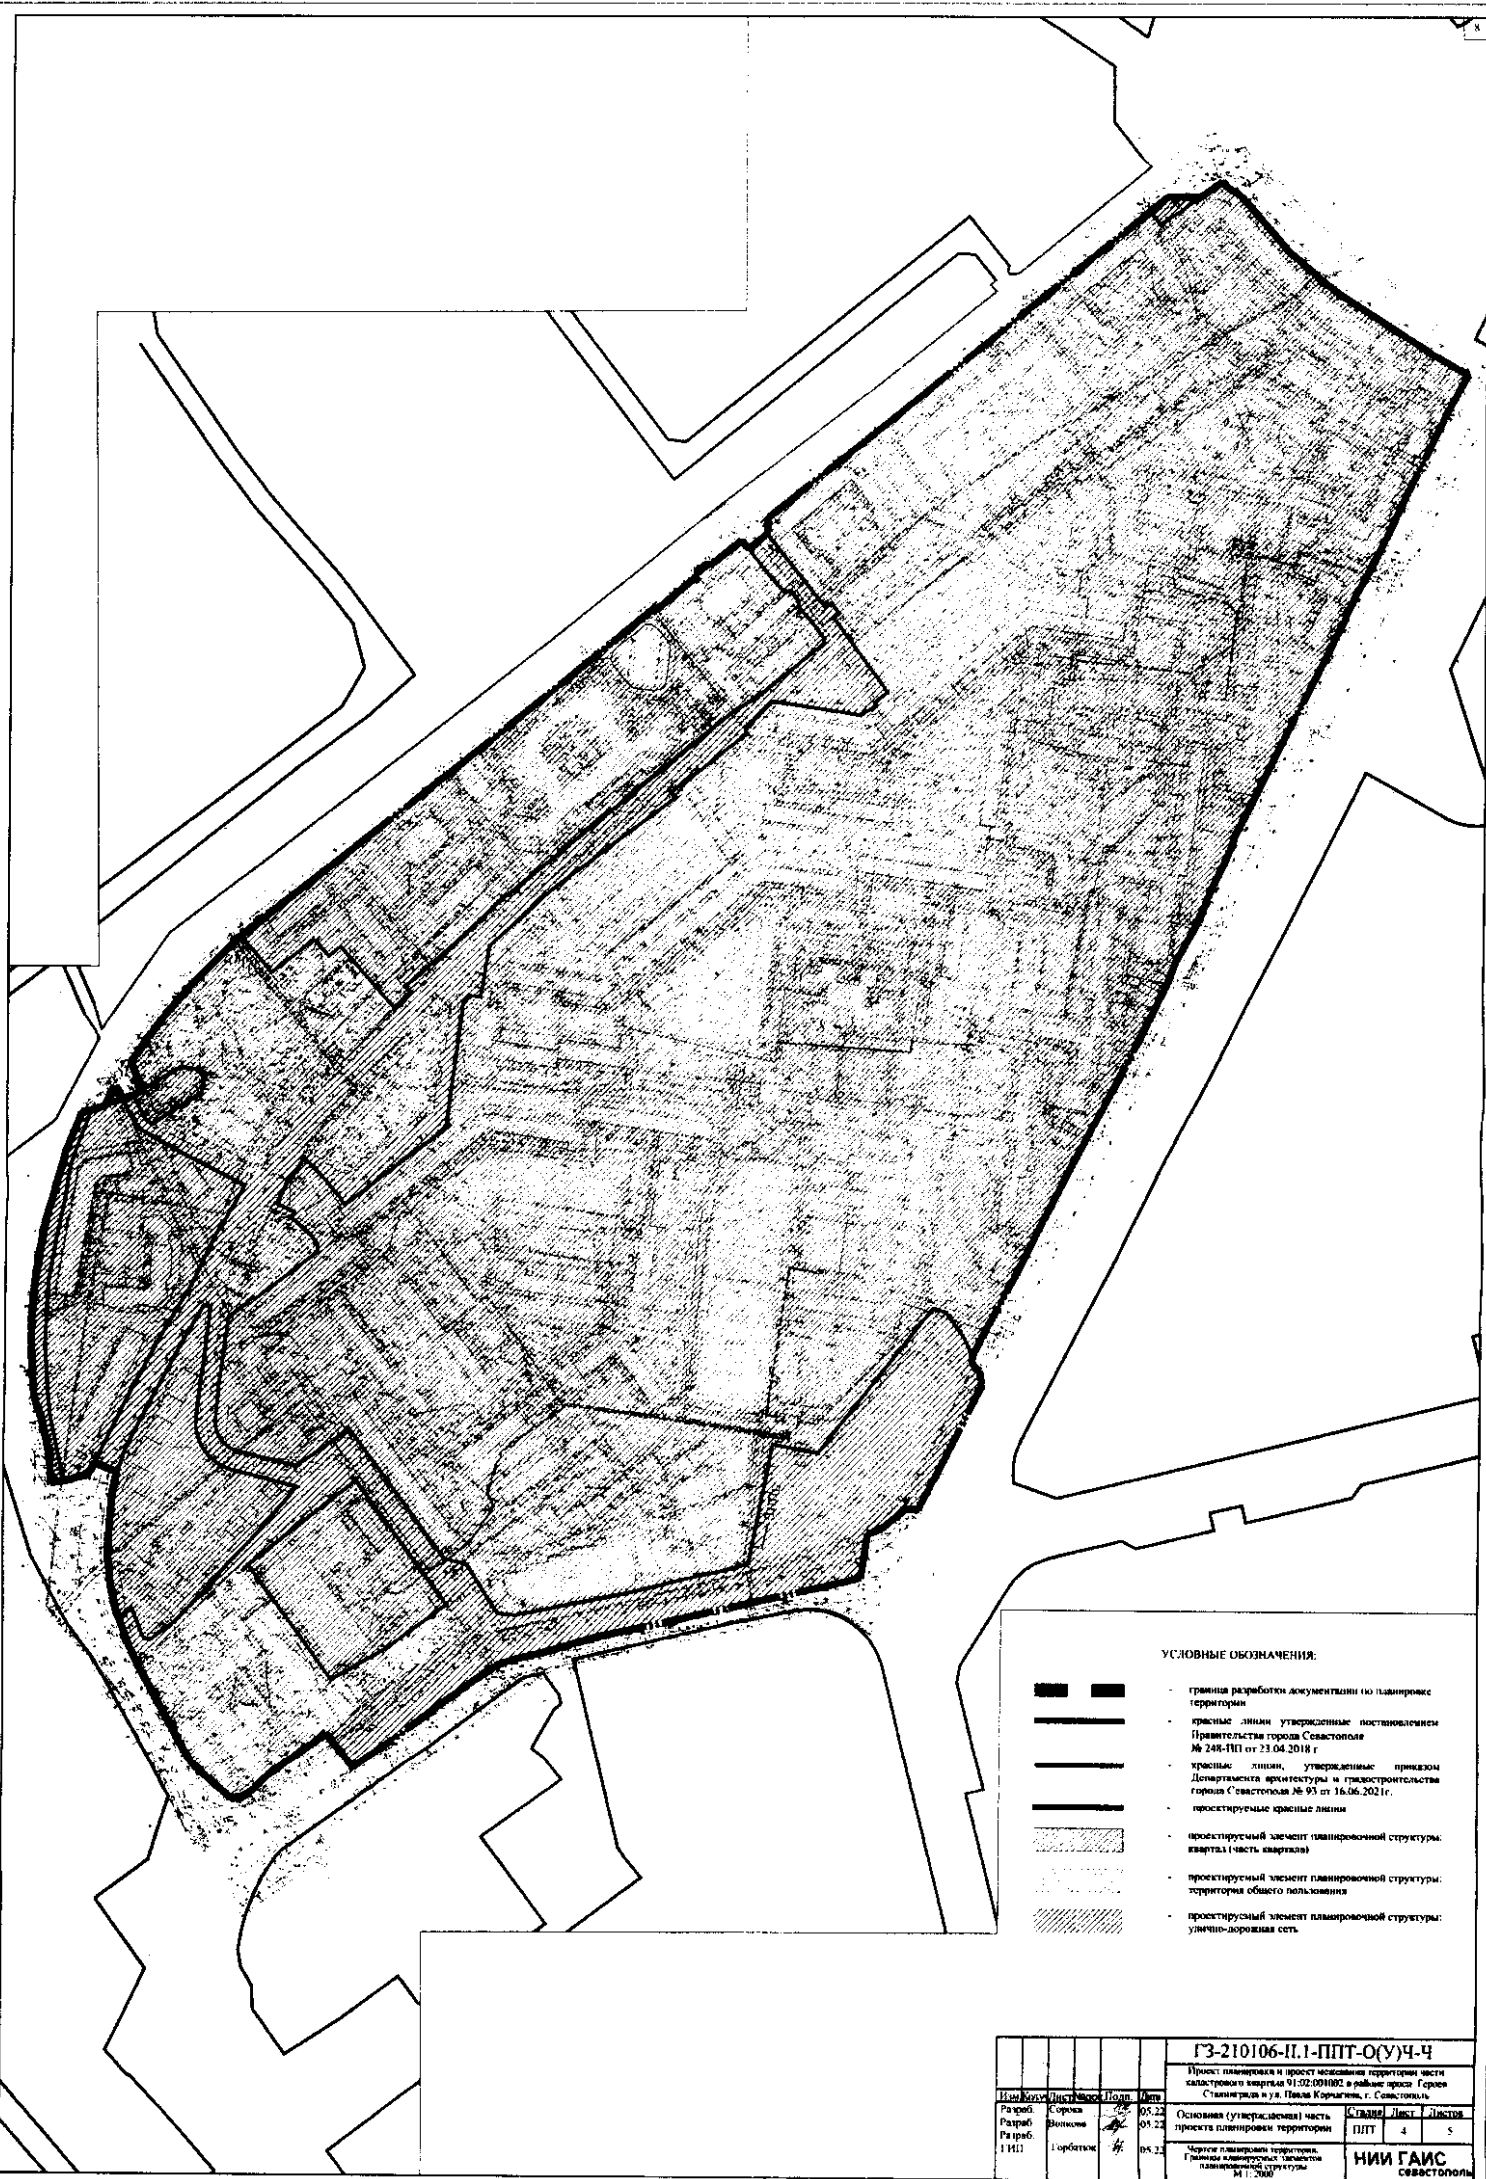 8
УСЛОВНЫЕ ОБОЗНАЧЕНИЯ:
- граница разработки документации по планировке
территории
- красные линии утвержденные постановлением
Правительства города Севастополя
№ 248-ПП от 23.04.2018 г
- красные линии, утвержденные приказом
Департамента архитектуры и градостроительства
города Севастополя № 93 от 16.06.2021г.
- проектируемые красные линии
- проектируемый элемент планировочной структуры:
квартал (часть квартала)
- проектируемый элемент планировочной структуры:
территория общего пользования
- проектируемый элемент планировочной структуры:
улично-дорожная сеть
ГЗ-210106-II.1-ППТ-О(У)Ч-Ч
Проект планировки и проект межевания территории части
кадастрового квартала 91:02:001002 в районе просп. Героев
Сталинграда и ул. Павла Корчагина, г. Севастополь
Изм. Кол.уч Лист №док Подп. Дата
Разраб. Сорока 05.22
Разраб Волкова 05.22
Разраб.
ГИП Горбатюк 05.22
Основная (утверждаемая) часть
проекта планировки территории
Стадия Лист Листов
ППТ 4 5
Чертеж планировки территории.
Границы планируемых элементов
планировочной структуры
М 1: 2000
НИИ ГАИС
севастополь